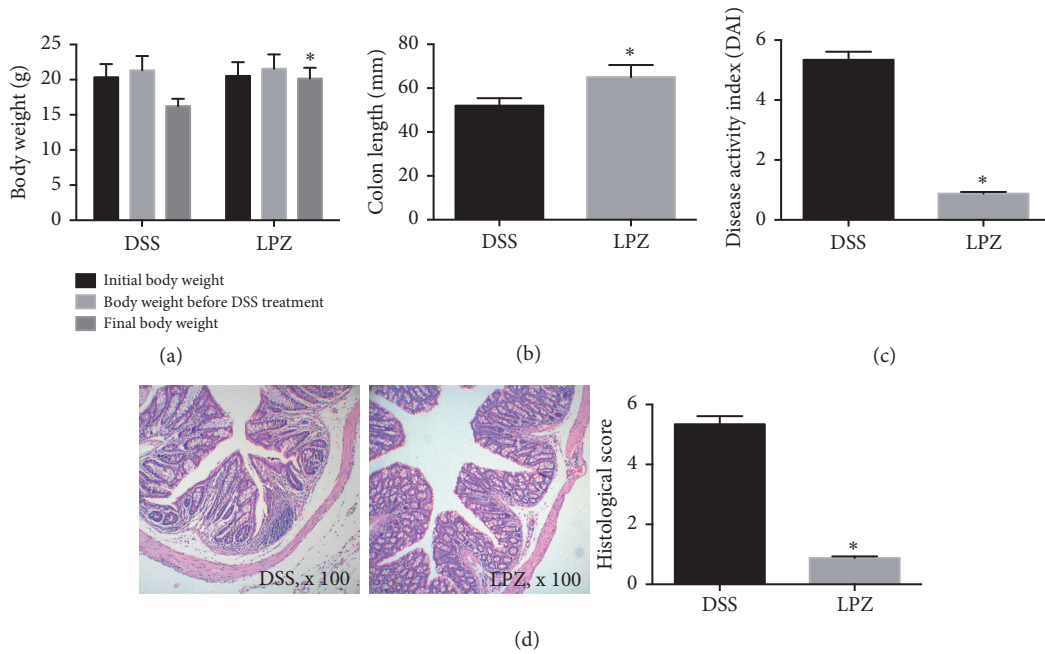 Body weight (g)
25
20
15
10
5
0
*
DSS
LPZ
Initial body weight
Body weight before DSS treatment
Final body weight
(a)
Colon length (mm)
80
60
40
20
0
*
DSS
LPZ
(b)
Disease activity index (DAI)
6
4
2
0
*
DSS
LPZ
(c)
DSS, x 100
LPZ, x 100
Histological score
6
4
2
0
*
DSS
LPZ
(d)